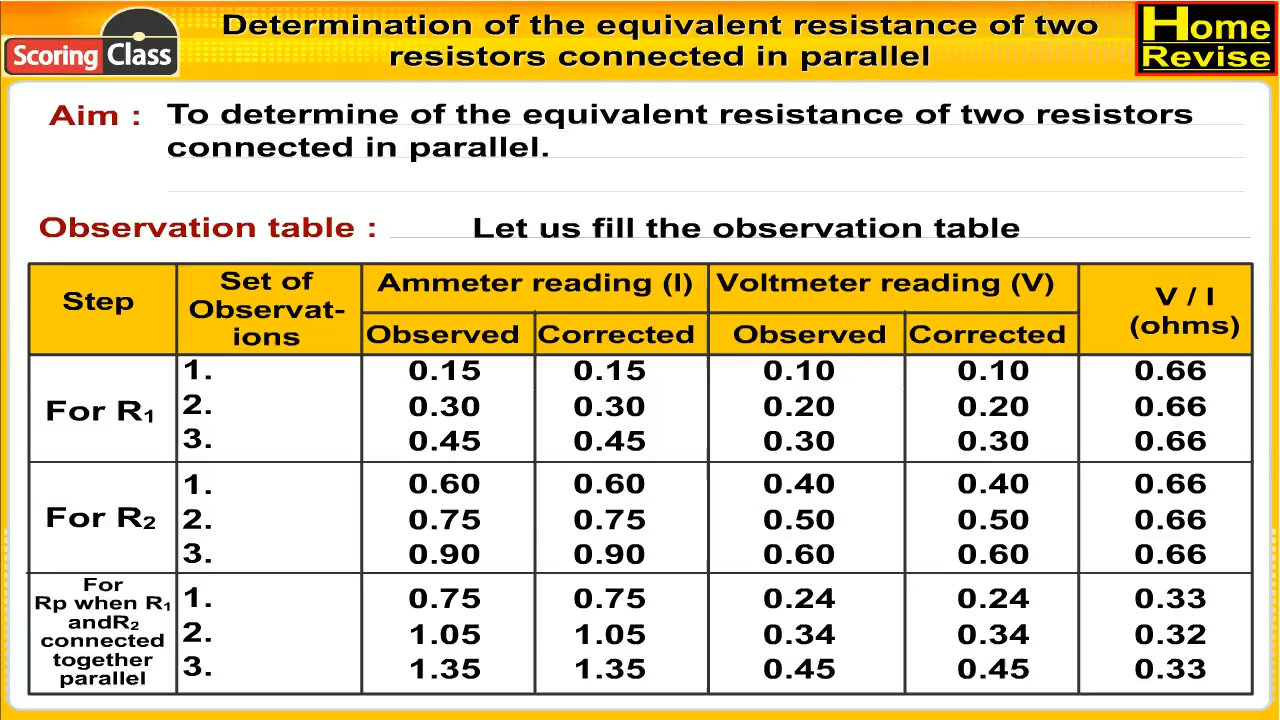 Scoring Class
Determination of the equivalent resistance of two
resistors connected in parallel
Home
Revise
Aim : To determine of the equivalent resistance of two resistors
connected in parallel.
Observation table : Let us fill the observation table
Step
Set of
Observat-
ions
Ammeter reading (I) Voltmeter reading (V)
V / I
(ohms)
Observed Corrected Observed Corrected
For R₁
1. 0.15 0.15 0.10 0.10 0.66
2. 0.30 0.30 0.20 0.20 0.66
3. 0.45 0.45 0.30 0.30 0.66
For R₂
1. 0.60 0.60 0.40 0.40 0.66
2. 0.75 0.75 0.50 0.50 0.66
3. 0.90 0.90 0.60 0.60 0.66
For
Rp when R₁
andR₂
connected
together
parallel
1. 0.75 0.75 0.24 0.24 0.33
2. 1.05 1.05 0.34 0.34 0.32
3. 1.35 1.35 0.45 0.45 0.33